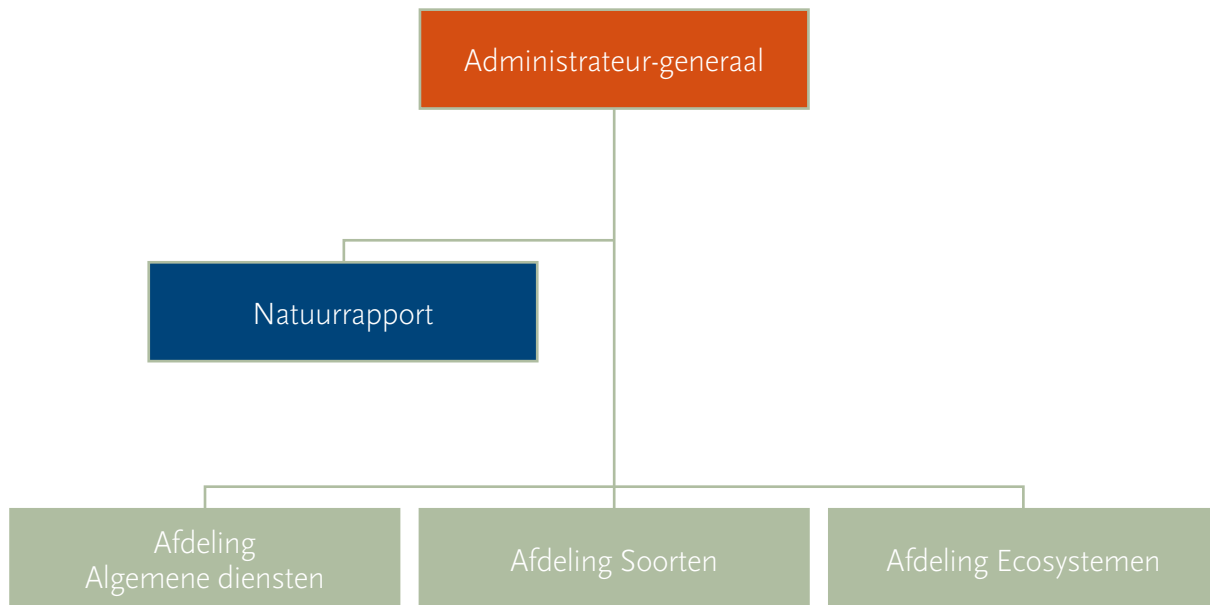 Administrateur-generaal
Natuurrapport
Afdeling
Algemene diensten
Afdeling Soorten
Afdeling Ecosystemen